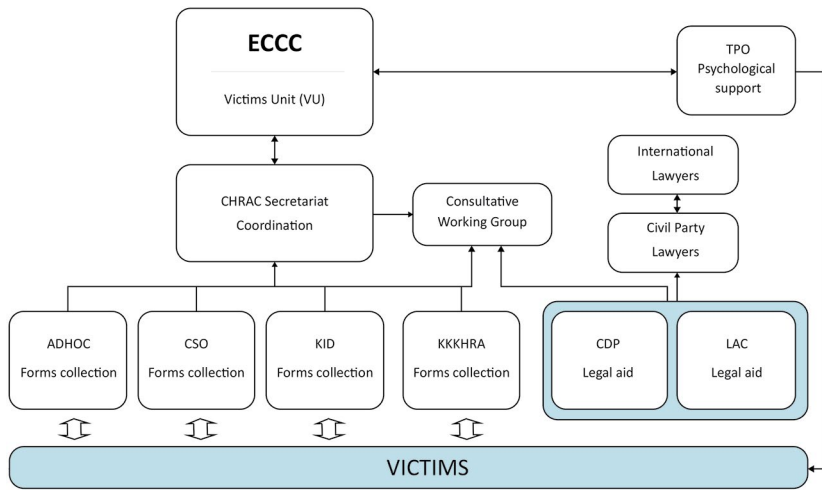 ECCC
Victims Unit (VU)
TPO
Psychological
support
International
Lawyers
CHRAC Secretariat
Coordination
Consultative
Working Group
Civil Party
Lawyers
ADHOC
Forms collection
CSO
Forms collection
KID
Forms collection
KKKHRA
Forms collection
CDP
Legal aid
LAC
Legal aid
VICTIMS